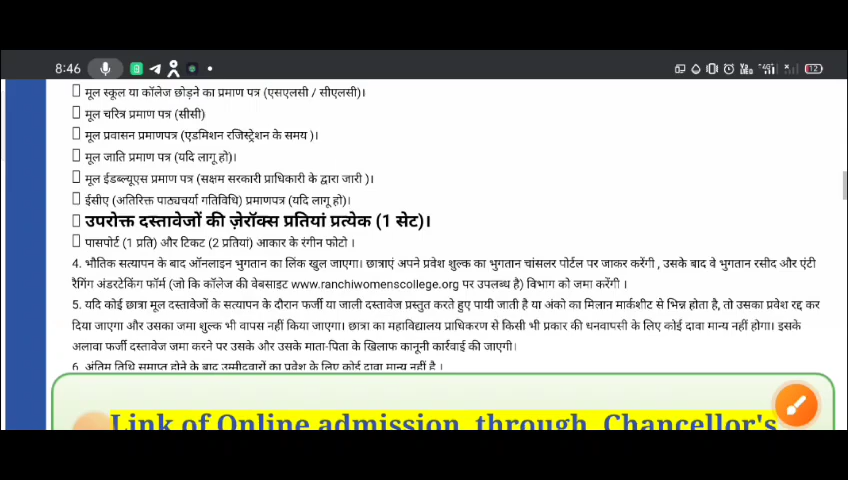 8:46
मूल स्कूल या कॉलेज छोड़ने का प्रमाण पत्र (एसएलसी / सीएलसी)।
मूल चरित्र प्रमाण पत्र (सीसी)
मूल प्रवासन प्रमाणपत्र (एडमिशन रजिस्ट्रेशन के समय )।
मूल जाति प्रमाण पत्र (यदि लागू हो)।
मूल ईडब्ल्यूएस प्रमाण पत्र (सक्षम सरकारी प्राधिकारी के द्वारा जारी )।
ईसीए (अतिरिक्त पाठ्यचर्या गतिविधि) प्रमाणपत्र (यदि लागू हो)।
उपरोक्त दस्तावेजों की ज़ेरॉक्स प्रतियां प्रत्येक (1 सेट)।
पासपोर्ट (1 प्रति) और टिकट (2 प्रतियां) आकार के रंगीन फोटो ।
4. भौतिक सत्यापन के बाद ऑनलाइन भुगतान का लिंक खुल जाएगा। छात्राएं अपने प्रवेश शुल्क का भुगतान चांसलर पोर्टल पर जाकर करेंगी , उसके बाद वे भुगतान रसीद और एंटी
रैगिंग अंडरटेकिंग फॉर्म (जो कि कॉलेज की वेबसाइट www.ranchiwomenscollege.org पर उपलब्ध है) विभाग को जमा करेंगी ।
5. यदि कोई छात्रा मूल दस्तावेजों के सत्यापन के दौरान फर्जी या जाली दस्तावेज प्रस्तुत करते हुए पायी जाती है या अंको का मिलान मार्कशीट से भिन्न होता है, तो उसका प्रवेश रद्द कर
दिया जाएगा और उसका जमा शुल्क भी वापस नहीं किया जाएगा। छात्रा का महाविद्यालय प्राधिकरण से किसी भी प्रकार की धनवापसी के लिए कोई दावा मान्य नहीं होगा। इसके
अलावा फर्जी दस्तावेज जमा करने पर उसके और उसके माता-पिता के खिलाफ कानूनी कार्रवाई की जाएगी।
6. अंतिम तिथि समाप्त होने के बाद उम्मीदवारों का प्रवेश के लिए कोई दावा मान्य नहीं है ।
Link of Online admission through Chancellor's